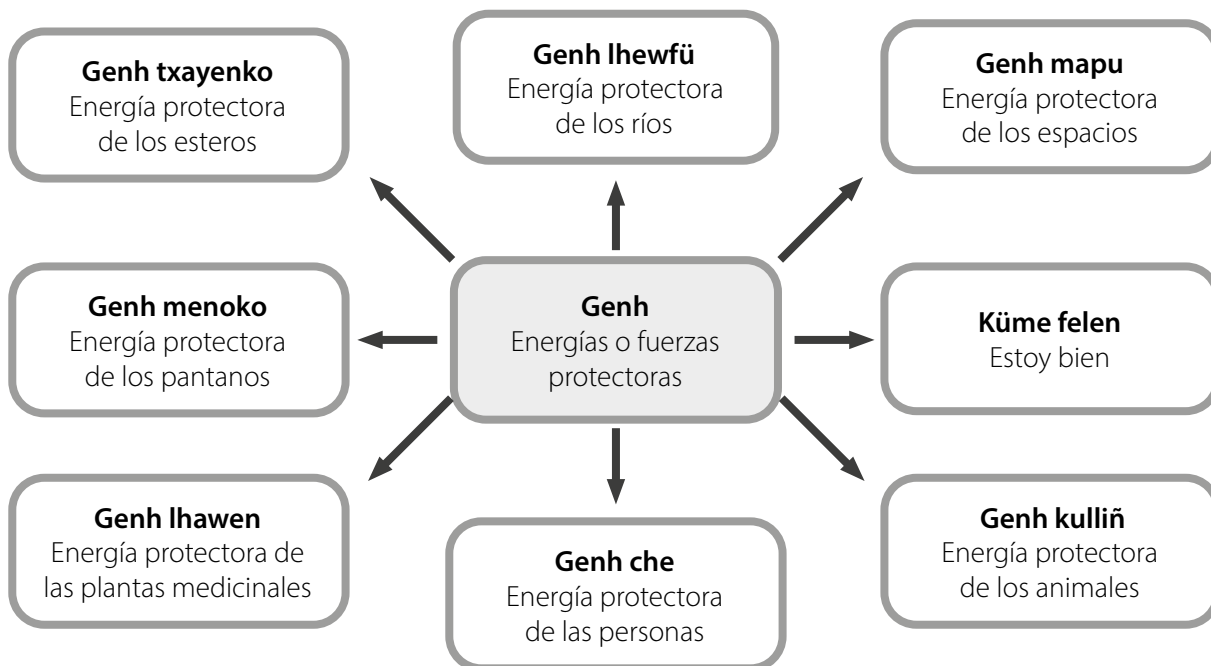 Genh txayenko
Energía protectora
de los esteros
Genh lhewfü
Energía protectora
de los ríos
Genh mapu
Energía protectora
de los espacios
Genh menoko
Energía protectora
de los pantanos
Genh
Energías o fuerzas
protectoras
Küme felen
Estoy bien
Genh lhawen
Energía protectora de
las plantas medicinales
Genh che
Energía protectora
de las personas
Genh kulliñ
Energía protectora
de los animales